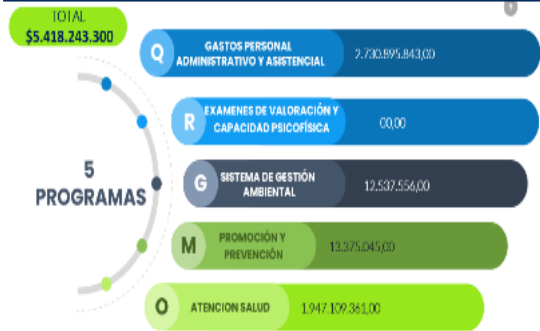 TOTAL
$5.418.243.300
Q
GASTOS PERSONAL
ADMINISTRATIVO Y ASISTENCIAL
2.730.895.843,00
R
EXAMENES DE VALORACIÓN Y
CAPACIDAD PSICOFÍSICA
00,00
5
PROGRAMAS
G
SISTEMA DE GESTIÓN
AMBIENTAL
12.537.556,00
M
PROMOCIÓN Y
PREVENCIÓN
13.375.045,00
O
ATENCION SALUD
1.947.109.361,00